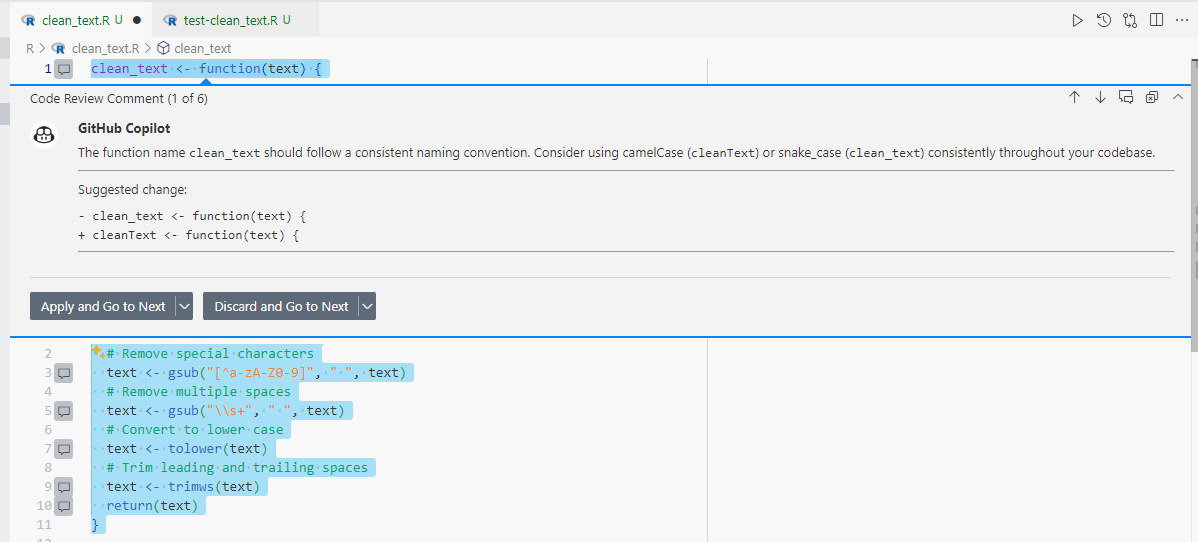 clean_text.R U ●
test-clean_text.R U
R > clean_text.R > clean_text
1 clean_text <- function(text) {
Code Review Comment (1 of 6)
GitHub Copilot
The function name clean_text should follow a consistent naming convention. Consider using camelCase (cleanText) or snake_case (clean_text) consistently throughout your codebase.
Suggested change:
- clean_text <- function(text) {
+ cleanText <- function(text) {
Apply and Go to Next
Discard and Go to Next
2 # Remove special characters
3 text <- gsub("[^a-zA-Z0-9]", " ", text)
4 # Remove multiple spaces
5 text <- gsub("\\s+", " ", text)
6 # Convert to lower case
7 text <- tolower(text)
8 # Trim leading and trailing spaces
9 text <- trimws(text)
10 return(text)
11 }
12